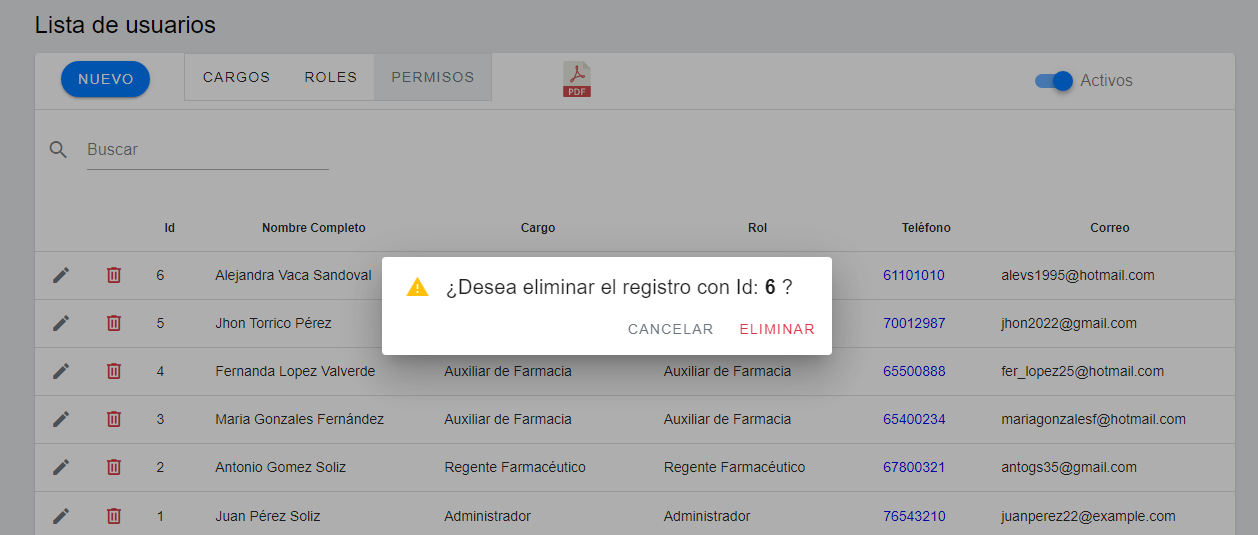 Lista de usuarios
NUEVO CARGOS ROLES PERMISOS PDF Activos
Buscar
Id Nombre Completo Cargo Rol Teléfono Correo
6 Alejandra Vaca Sandoval 61101010 alevs1995@hotmail.com
¿Desea eliminar el registro con Id: 6 ?
5 Jhon Torrico Pérez 70012987 jhon2022@gmail.com
CANCELAR ELIMINAR
4 Fernanda Lopez Valverde Auxiliar de Farmacia Auxiliar de Farmacia 65500888 fer_lopez25@hotmail.com
3 Maria Gonzales Fernández Auxiliar de Farmacia Auxiliar de Farmacia 65400234 mariagonzalesf@hotmail.com
2 Antonio Gomez Soliz Regente Farmacéutico Regente Farmacéutico 67800321 antogs35@gmail.com
1 Juan Pérez Soliz Administrador Administrador 76543210 juanperez22@example.com